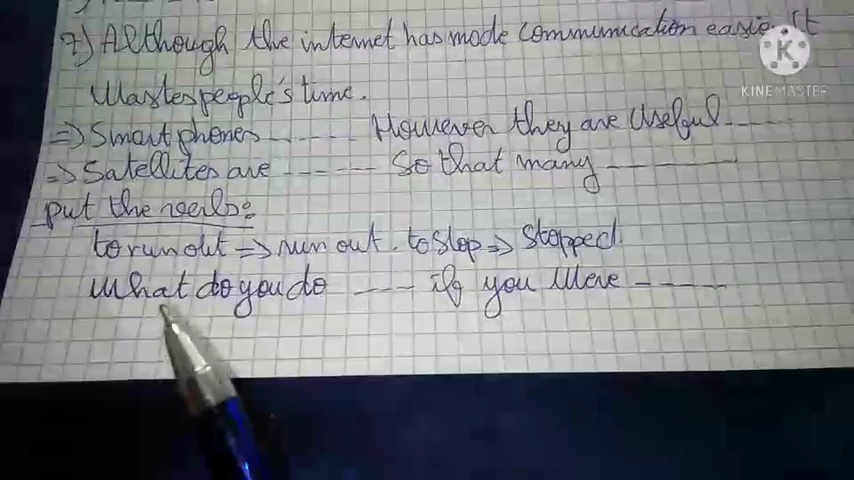 7) Although the internet has made communication easier. It
Wastes people's time.
=> Smart phones ...... However they are Useful ----
=> Satellites are ------ So that many --------
put the verbs
to run out => run out. to stop => stopped.
What do you do ---- if you Were ------
K
KINEMASTER